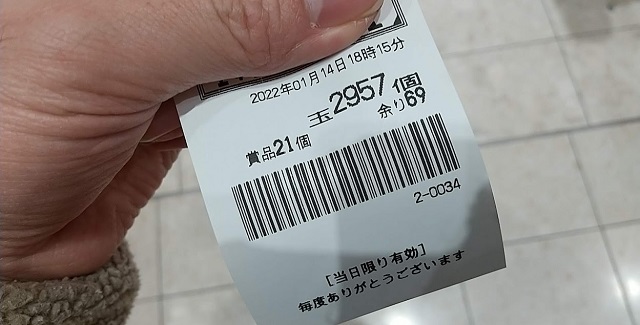 2022年01月14日18時15分
玉2957個
余り69
賞品21個
2-0034
[当日限り有効]
毎度ありがとうございます